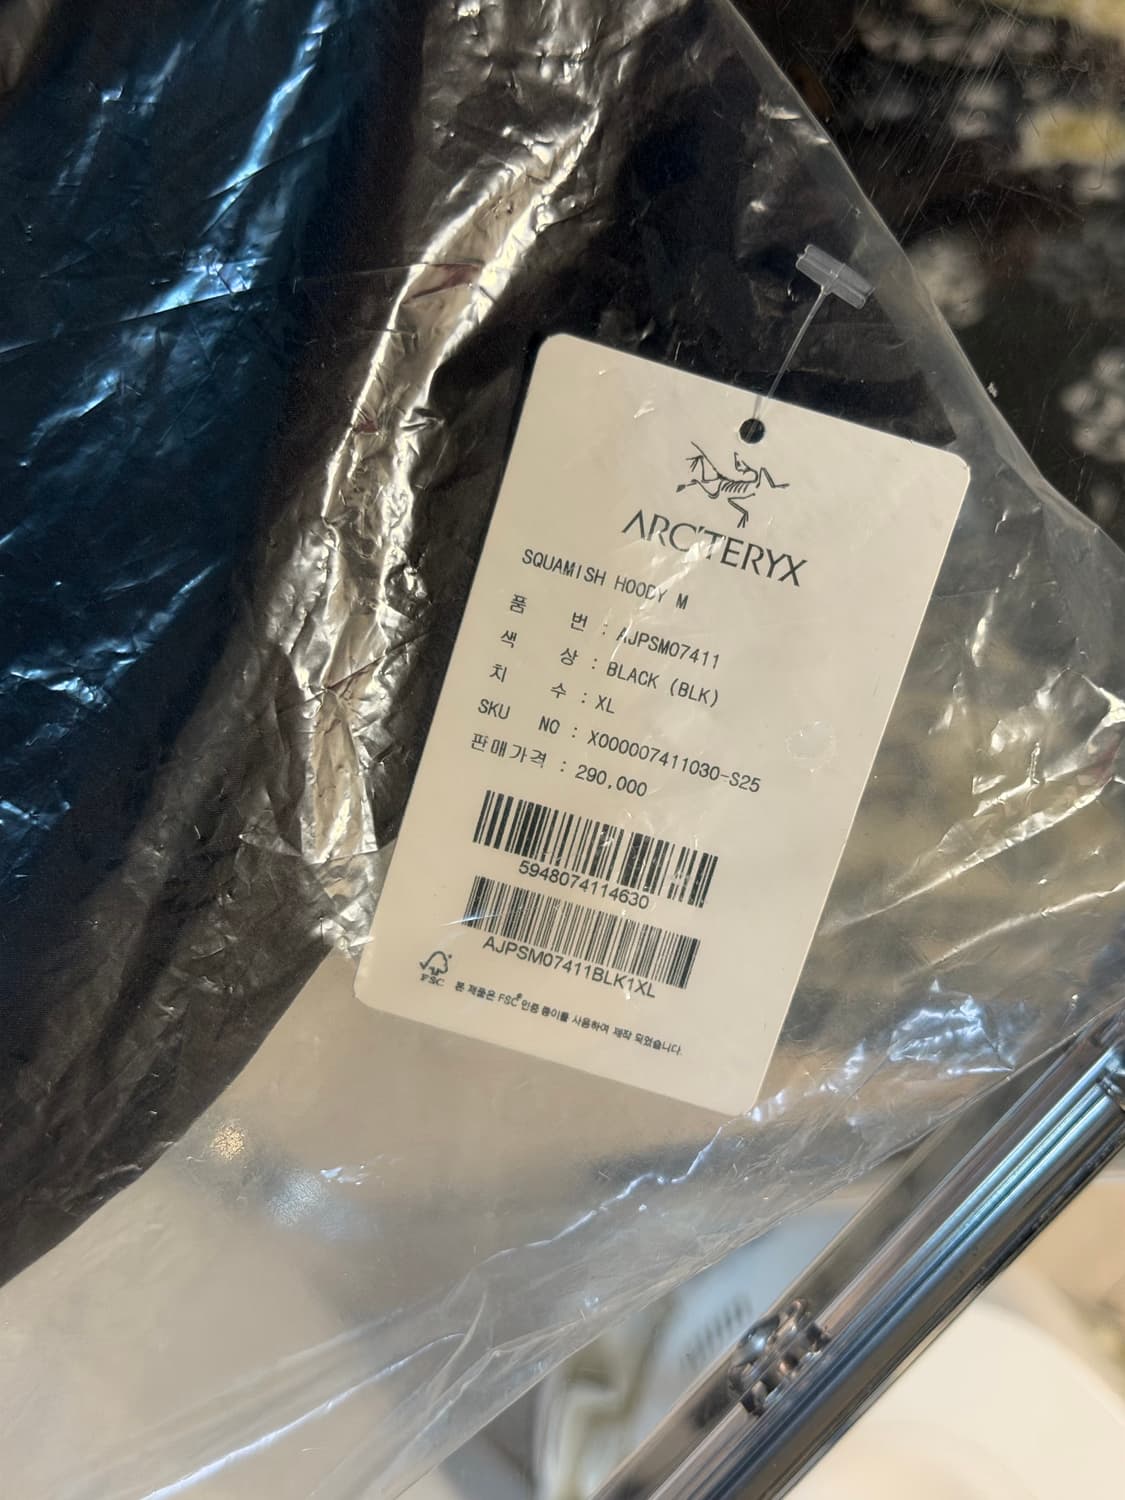 ARC'TERYX
SQUAMISH HOODY M
품 번 : AJPSM07411
색 상 : BLACK (BLK)
치 수 : XL
SKU NO : X000007411030-S25
판매가격 : 290,000
5948074114630
AJPSM07411BLK1XL
FSC 본 제품은 FSC® 인증 종이를 사용하여 제작 되었습니다.